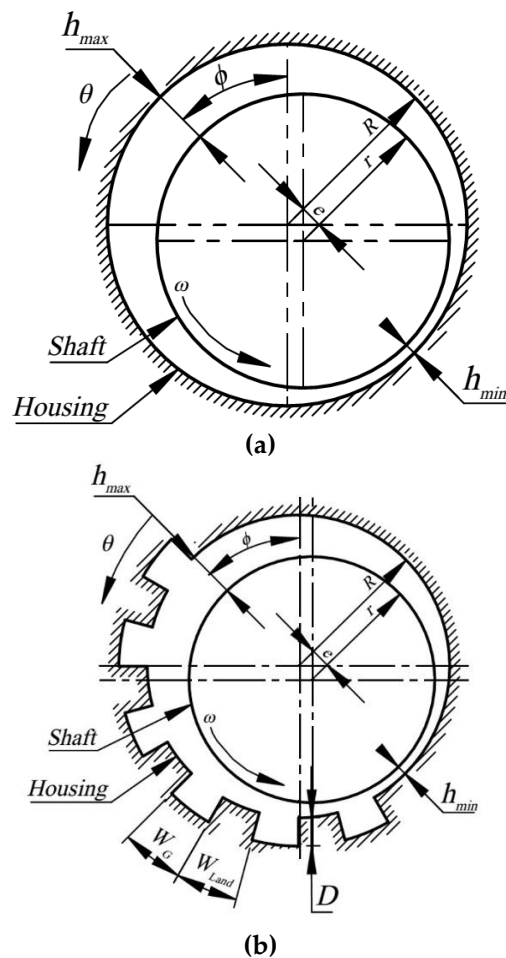 h_max
θ
ϕ
R
r
e
ω
Shaft
Housing
h_min
(a)
h_max
θ
ϕ
R
r
e
ω
Shaft
Housing
h_min
W_G
W_Land
D
(b)